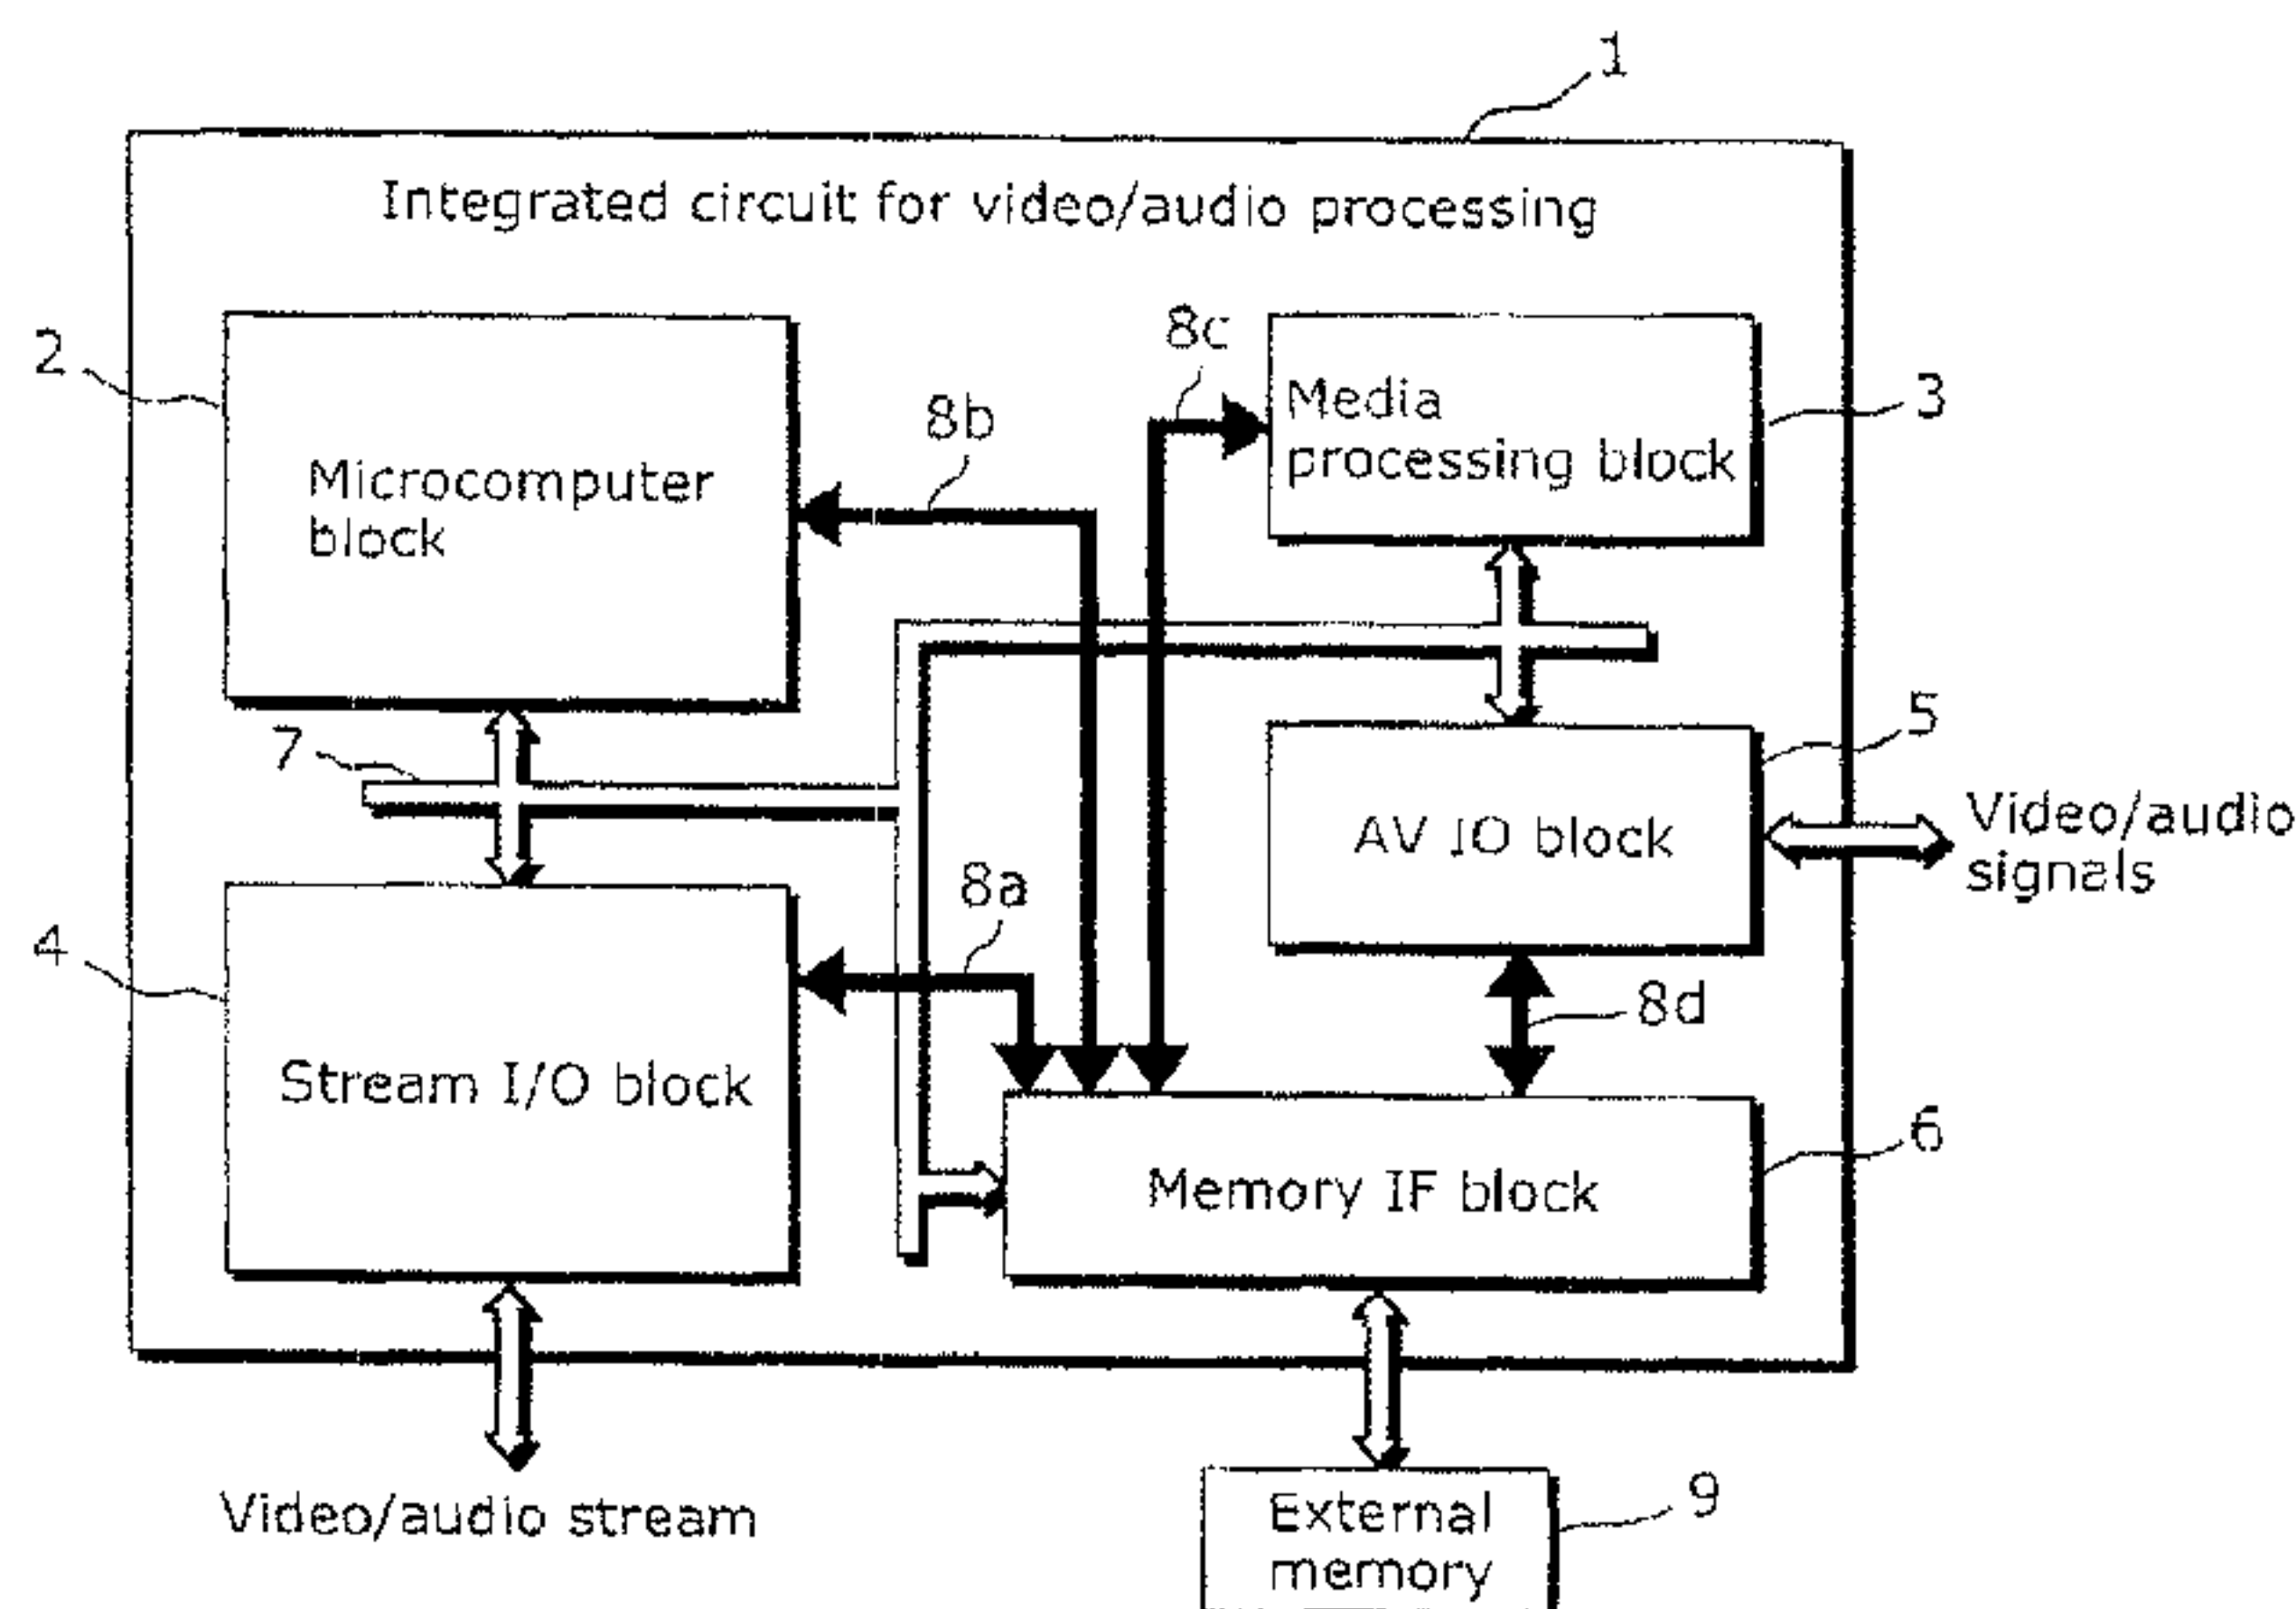 1
Integrated circuit for video/audio processing
2
Microcomputer
block
8b
8c
Media
processing block
3
7
5
AV IO block
Video/audio
signals
4
8a
8d
Stream I/O block
6
Memory IF block
Video/audio stream
External
memory
9